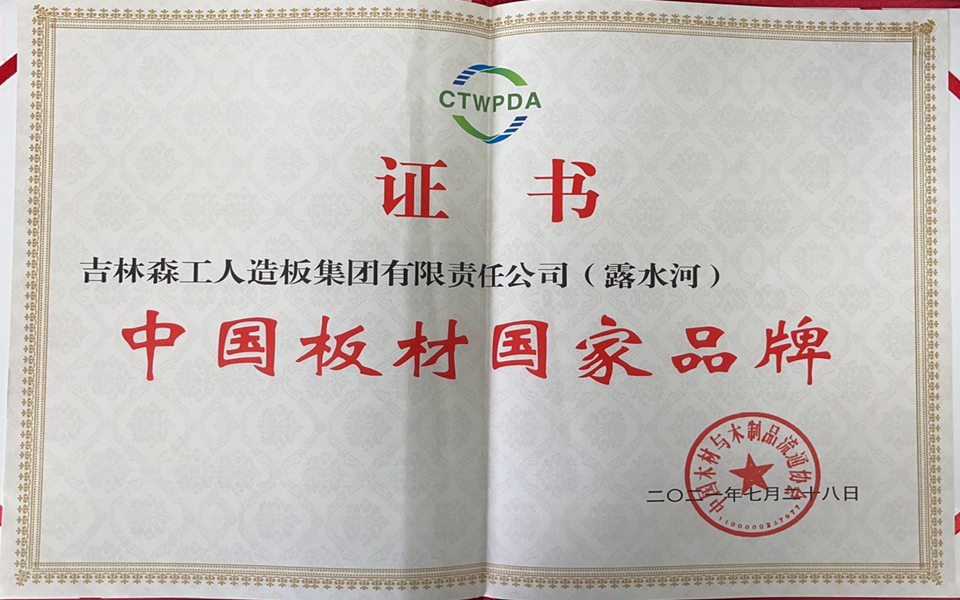 CTWPDA
证书
吉林森工人造板集团有限责任公司（露水河）
中国板材国家品牌
中国木材与木制品流通协会
二〇二一年七月二十八日